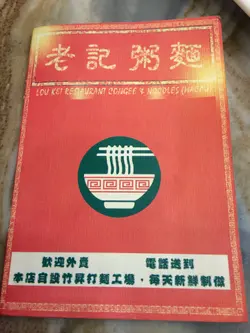 老記粥麵
LOU KEI RESTAURANT CONGEE & NOODLES (MACAU)
歡迎外賣 電話送到
本店自設竹昇打麵工場，每天新鮮制做